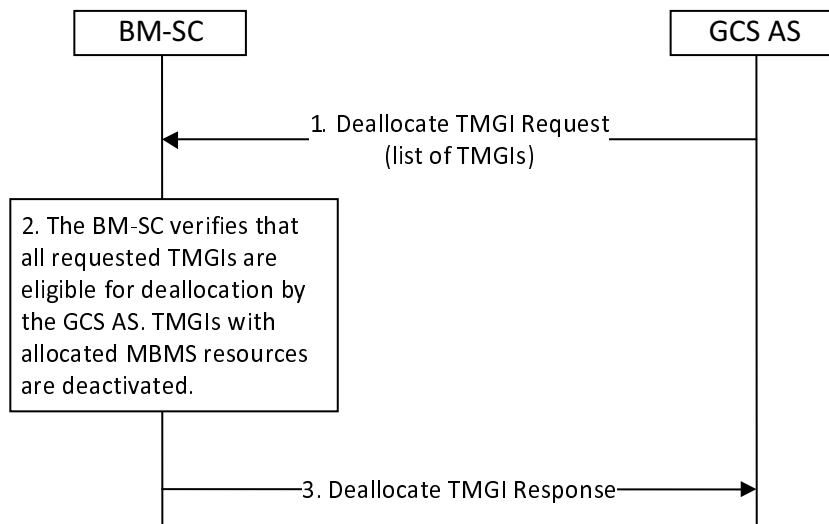 BM-SC
GCS AS
1. Deallocate TMGI Request
(list of TMGIs)
2. The BM-SC verifies that
all requested TMGIs are
eligible for deallocation by
the GCS AS. TMGIs with
allocated MBMS resources
are deactivated.
3. Deallocate TMGI Response